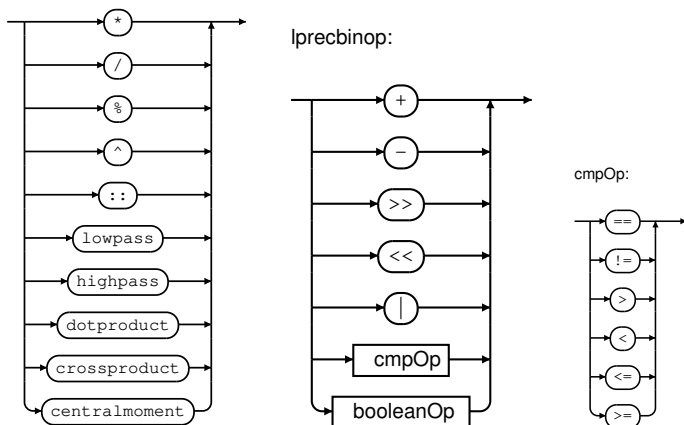 *
/
%
^
::
lowpass
highpass
dotproduct
crossproduct
centralmoment
lprecbinop:
+
-
>>
<<
|
cmpOp
booleanOp
cmpOp:
==
!=
>
<
<=
>=